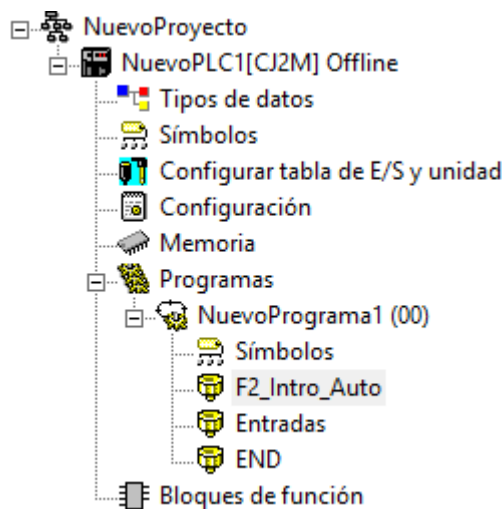 NuevoProyecto
NuevoPLC1[CJ2M] Offline
Tipos de datos
Símbolos
Configurar tabla de E/S y unidad
Configuración
Memoria
Programas
NuevoPrograma1 (00)
Símbolos
F2_Intro_Auto
Entradas
END
Bloques de función